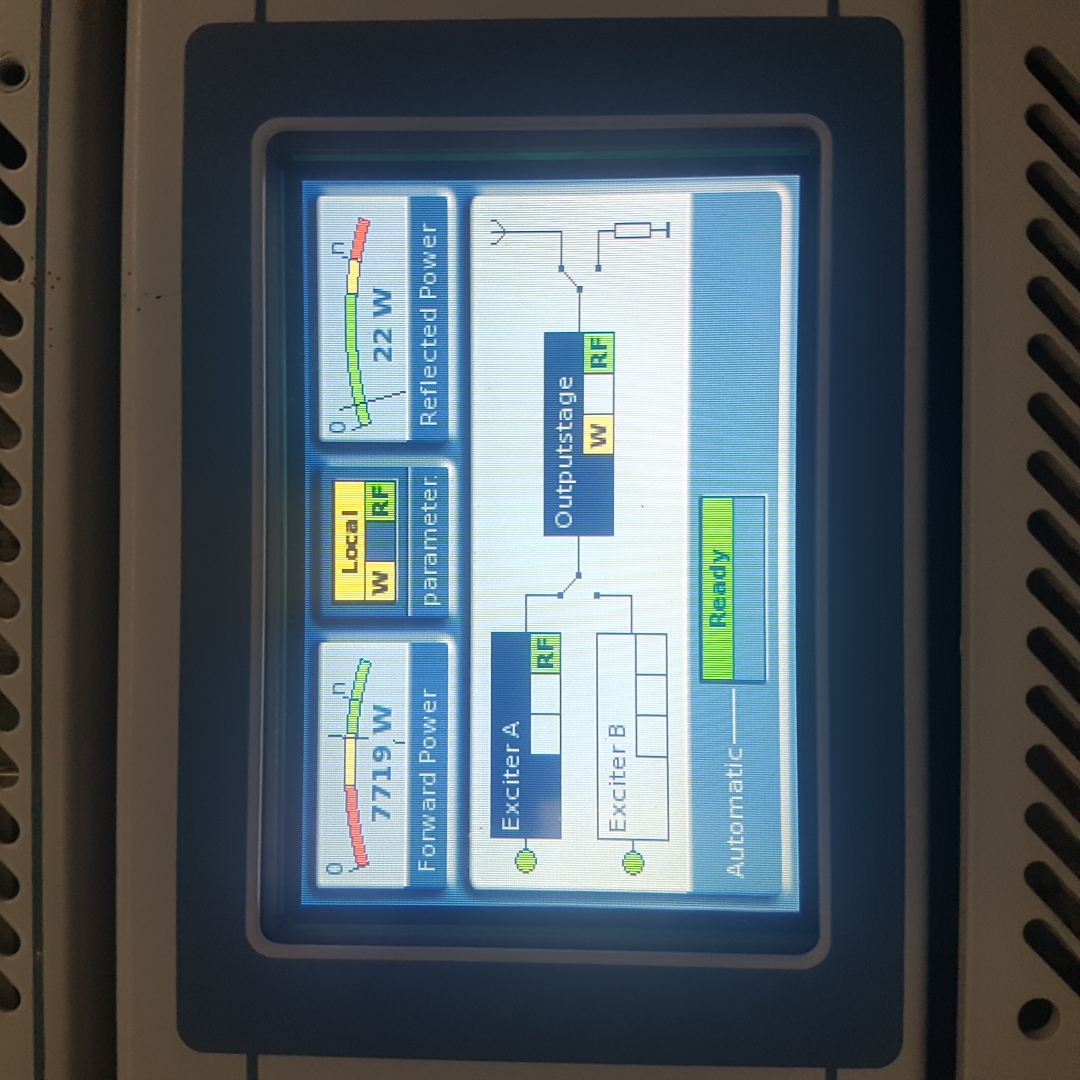 0 n
7719 W
Forward Power
Local
W RF
parameter.
0 n
22 W
Reflected Power
Exciter A
RF
Exciter B
Outputstage
W RF
Automatic
Ready